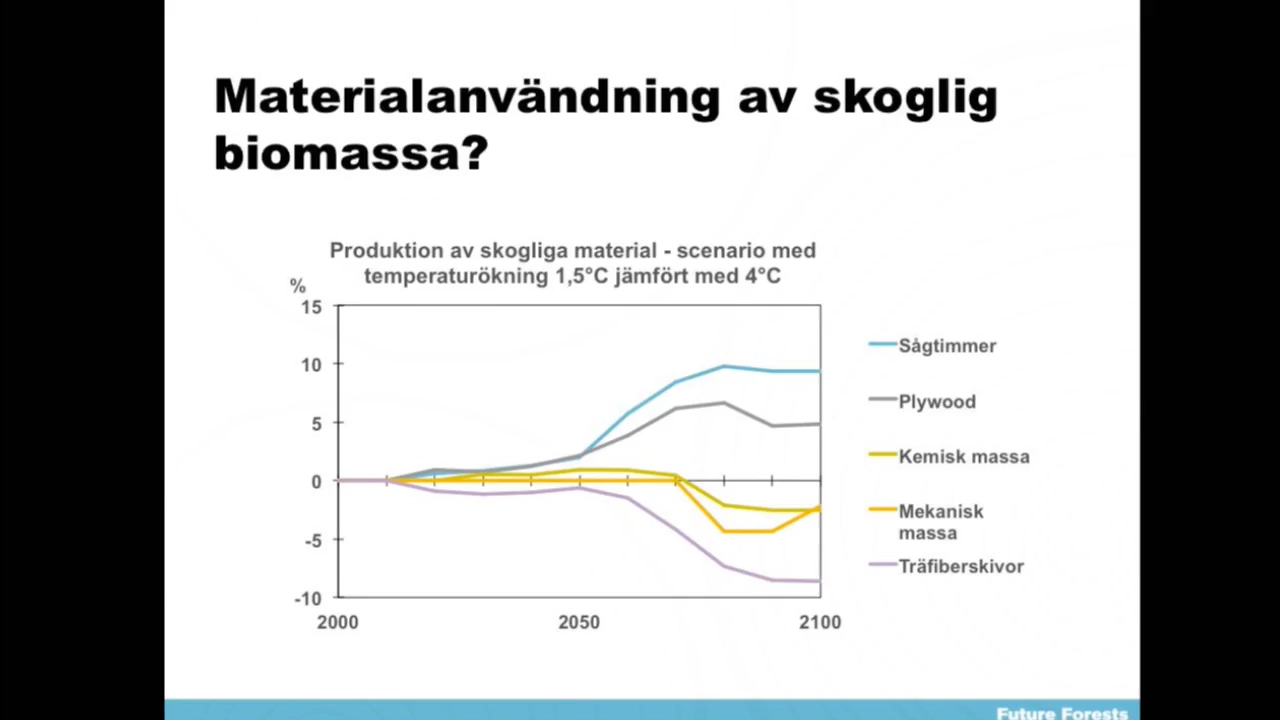 Materialanvändning av skoglig
biomassa?
Produktion av skogliga material - scenario med
temperaturökning 1,5°C jämfört med 4°C
%
15
10
5
0
-5
-10
2000
2050
2100
Sågtimmer
Plywood
Kemisk massa
Mekanisk
massa
Träfiberskivor
Future Forests